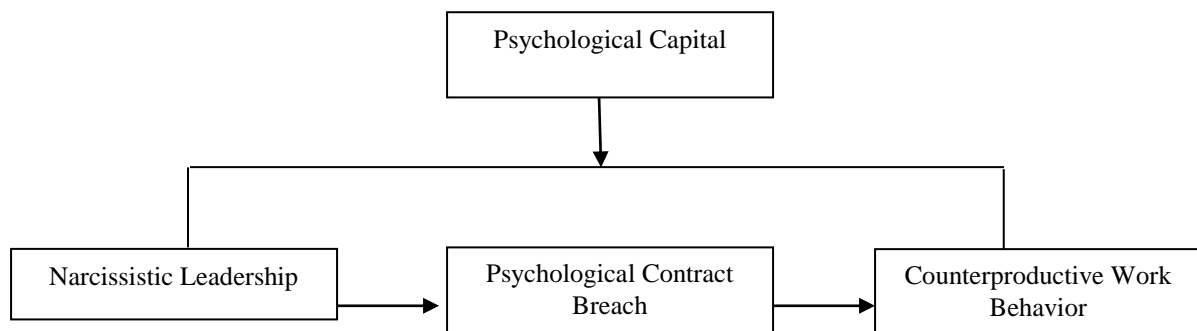 Psychological Capital
Narcissistic Leadership
Psychological Contract
Breach
Counterproductive Work
Behavior